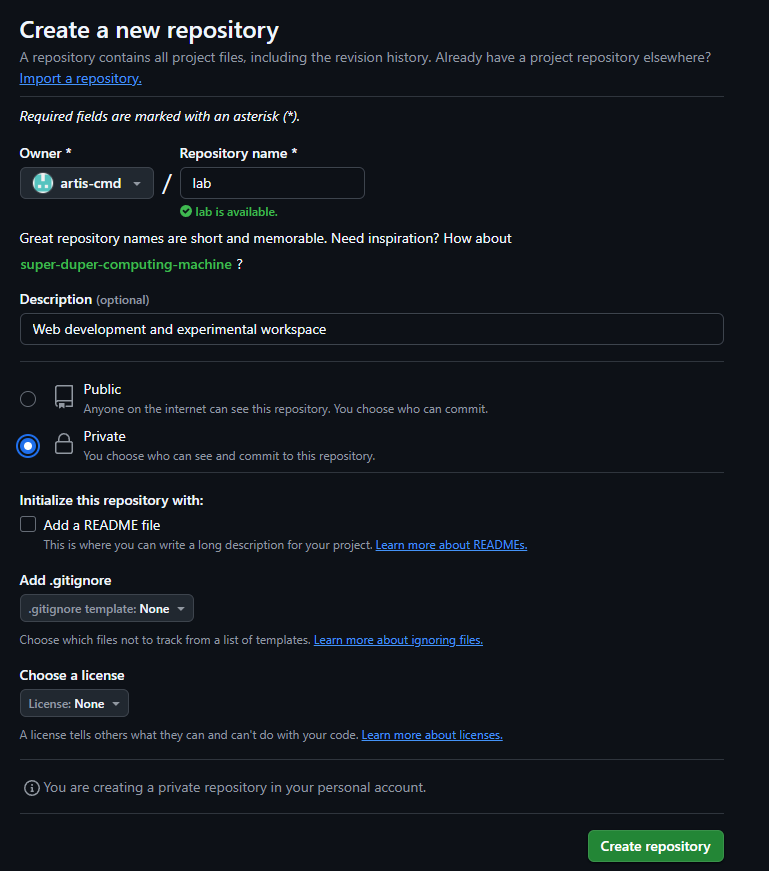 Create a new repository
A repository contains all project files, including the revision history. Already have a project repository elsewhere?
Import a repository.
Required fields are marked with an asterisk (*).
Owner *
Repository name *
artis-cmd
/
lab
lab is available.
Great repository names are short and memorable. Need inspiration? How about
super-duper-computing-machine ?
Description (optional)
Web development and experimental workspace
Public
Anyone on the internet can see this repository. You choose who can commit.
Private
You choose who can see and commit to this repository.
Initialize this repository with:
Add a README file
This is where you can write a long description for your project. Learn more about READMEs.
Add .gitignore
.gitignore template: None
Choose which files not to track from a list of templates. Learn more about ignoring files.
Choose a license
License: None
A license tells others what they can and can't do with your code. Learn more about licenses.
You are creating a private repository in your personal account.
Create repository